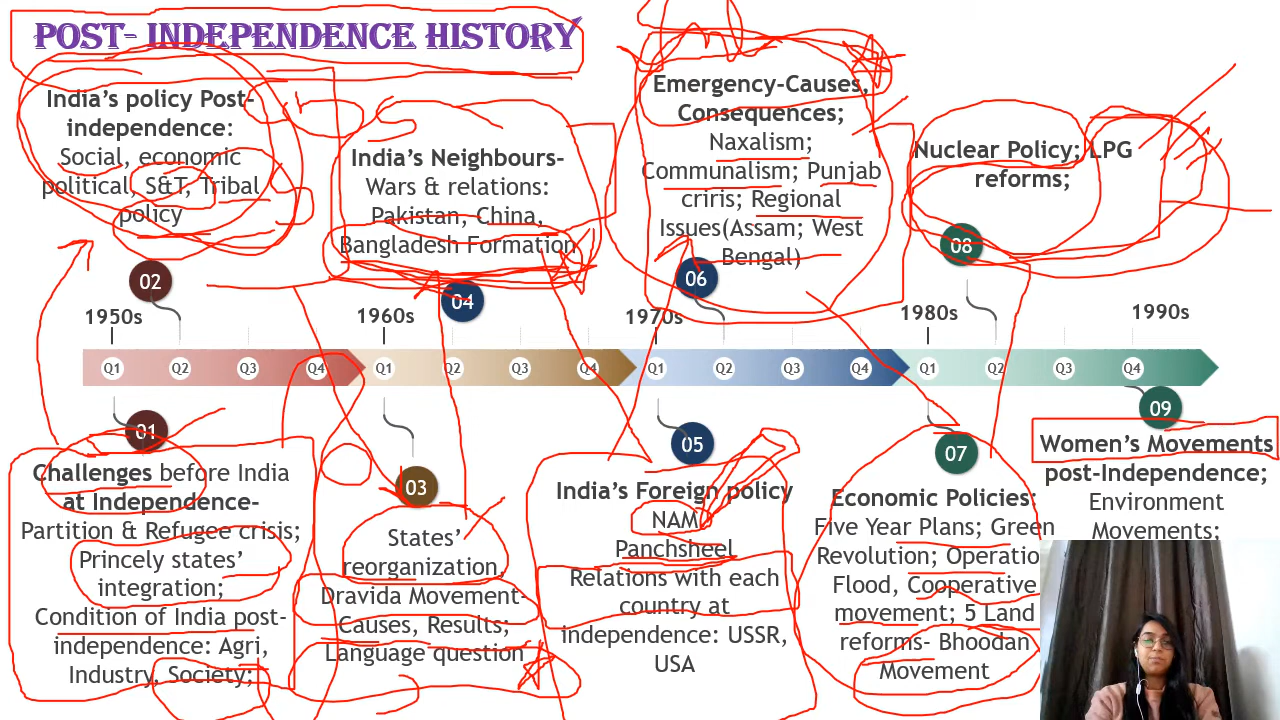 POST- INDEPENDENCE HISTORY
India's policy Post-
independence:
Social, economic
political, S&T, Tribal
policy
02
India's Neighbours-
Wars & relations:
Pakistan, China,
Bangladesh Formation
04
Emergency-Causes,
Consequences;
Naxalism;
Communalism; Punjab
criris; Regional
Issues(Assam; West
Bengal)
06
Nuclear Policy; LPG
reforms;
08
1950s
1960s
1970s
1980s
1990s
Q1 Q2 Q3 Q4 Q1 Q2 Q3 Q4 Q1 Q2 Q3 Q4 Q1 Q2 Q3 Q4
01
Challenges before India
at Independence-
Partition & Refugee crisis;
Princely states'
integration;
Condition of India post-
independence: Agri,
Industry, Society;
03
States'
reorganization,
Dravida Movement-
Causes, Results;
Language question
05
India's Foreign policy
NAM
Panchsheel
Relations with each
country at
independence: USSR,
USA
07
Economic Policies:
Five Year Plans; Green
Revolution; Operatio
Flood, Cooperative
movement; 5 Land
reforms- Bhoodan
Movement
09
Women's Movements
post-Independence;
Environment
Movements;